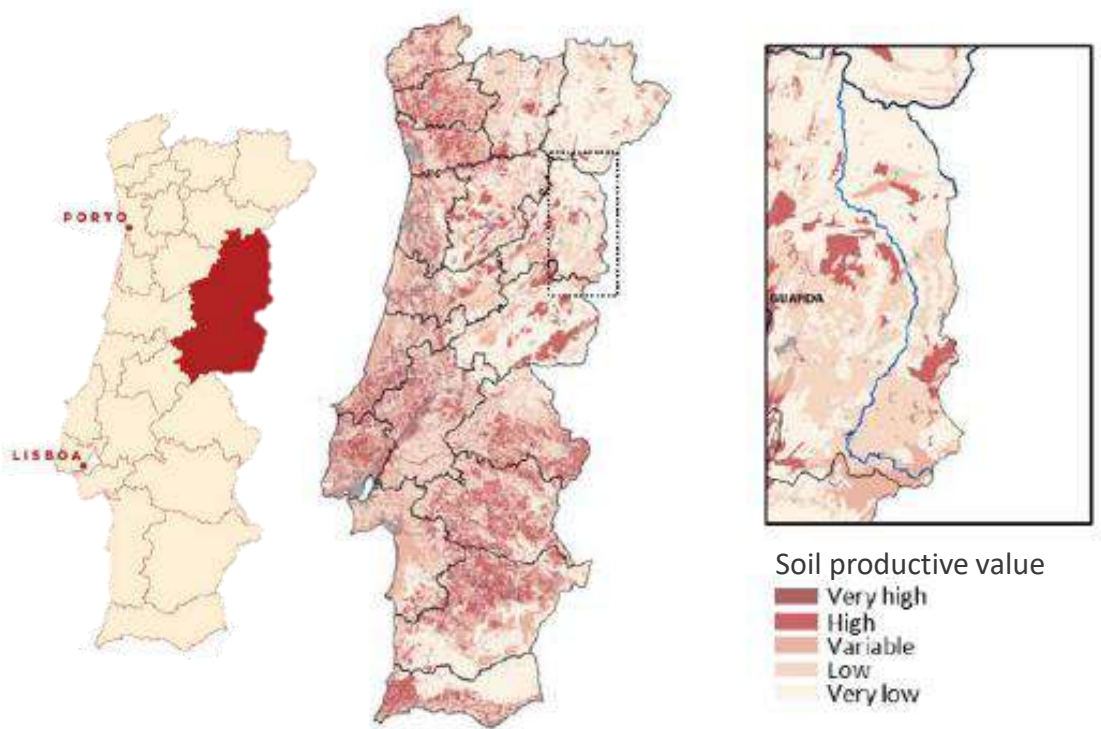 PORTO
LISBOA
GUARDA
Soil productive value
Very high
High
Variable
Low
Very low